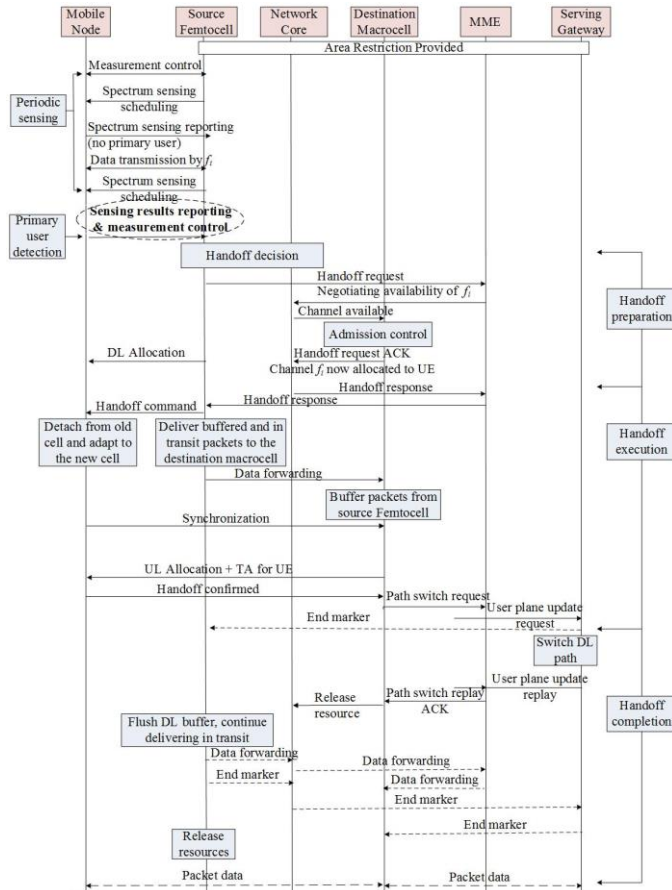 Mobile
Node
Source
Femtocell
Network
Core
Destination
Macrocell
MME
Serving
Gateway
Area Restriction Provided
Measurement control
Periodic
sensing
Spectrum sensing
scheduling
Spectrum sensing reporting
(no primary user)
Data transmission by fi
Spectrum sensing
scheduling
Sensing results reporting
& measurement control
Primary
user
detection
Handoff decision
Handoff request
Negotiating availability of fi
Channel available
Handoff
preparation
Admission control
DL Allocation
Handoff request ACK
Channel fi now allocated to UE
Handoff response
Handoff response
Handoff command
Detach from old
cell and adapt to
the new cell
Deliver buffered and in
transit packets to the
destination macrocell
Handoff
execution
Data forwarding
Buffer packets from
source Femtocell
Synchronization
UL Allocation + TA for UE
Handoff confirmed
Path switch request
User plane update
request
End marker
Switch DL
path
User plane update
replay
Path switch replay
ACK
Release
resource
Handoff
completion
Flush DL buffer, continue
delivering in transit
Data forwarding
Data forwarding
End marker
Data forwarding
End marker
End marker
Release
resources
Packet data
Packet data